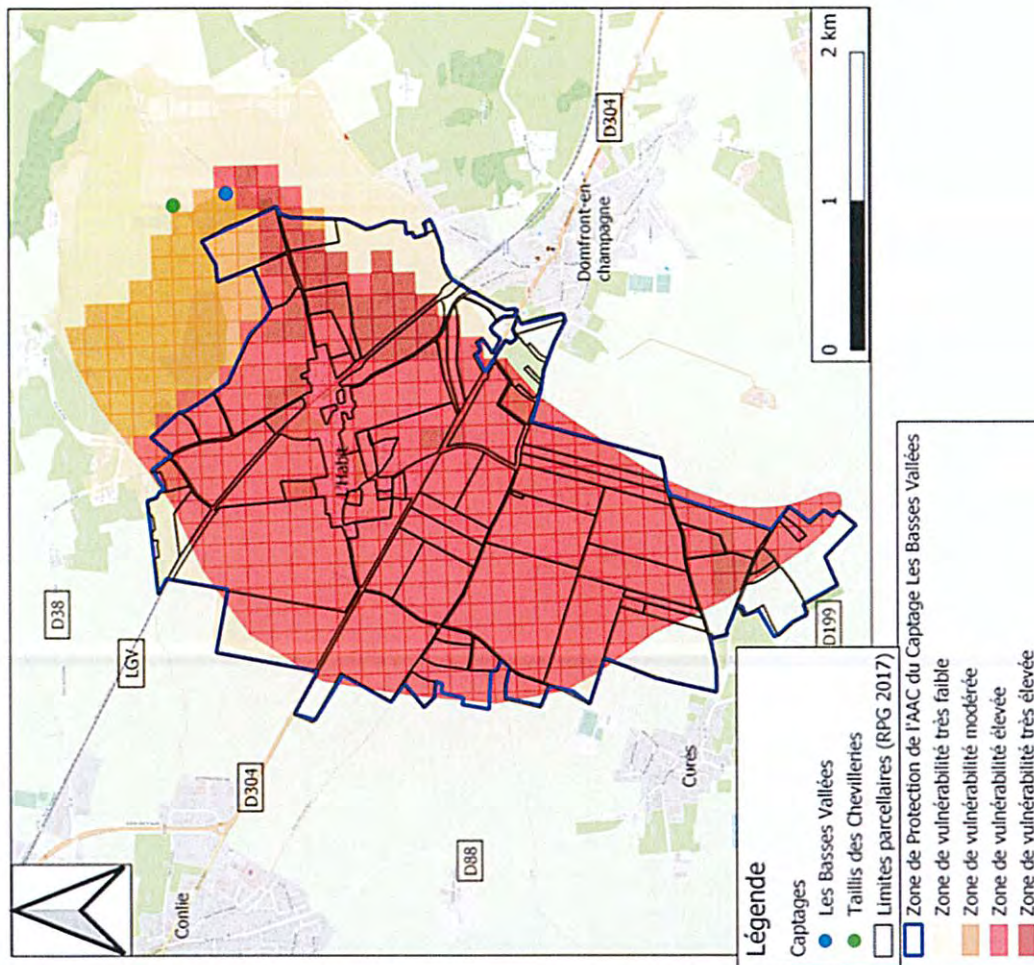 D38
LGV
D304
Conlie
D88
Cures
D199
l'Habit
Domfront-en-
champagne
D304
0
1
2 km
Légende
Captages
Les Basses Vallées
Taillis des Chevilleries
Limites parcellaires (RPG 2017)
Zone de Protection de l'AAC du Captage Les Basses Vallées
Zone de vulnérabilité très faible
Zone de vulnérabilité modérée
Zone de vulnérabilité élevée
Zone de vulnérabilité très élevée